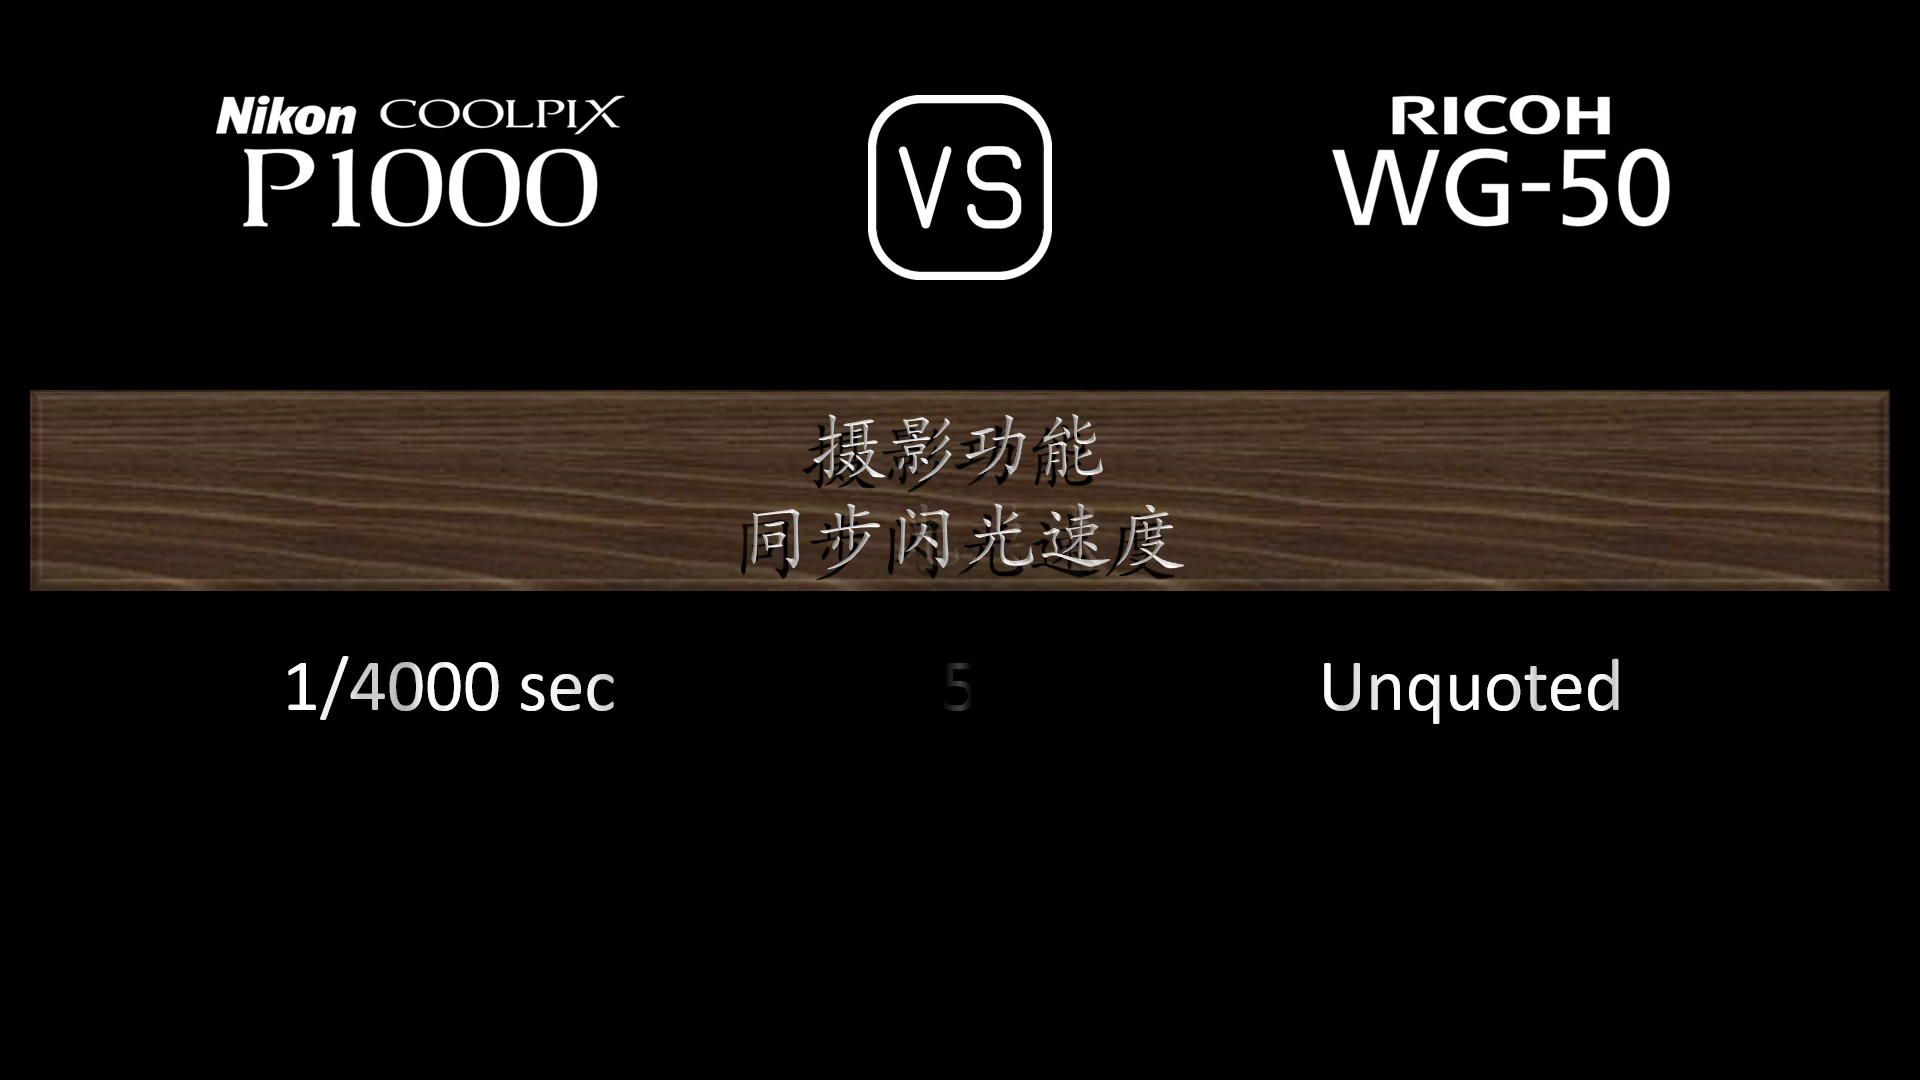 Nikon COOLPIX
P1000
VS
RICOH
WG-50
摄影功能
同步闪光速度
1/4000 sec
5
Unquoted